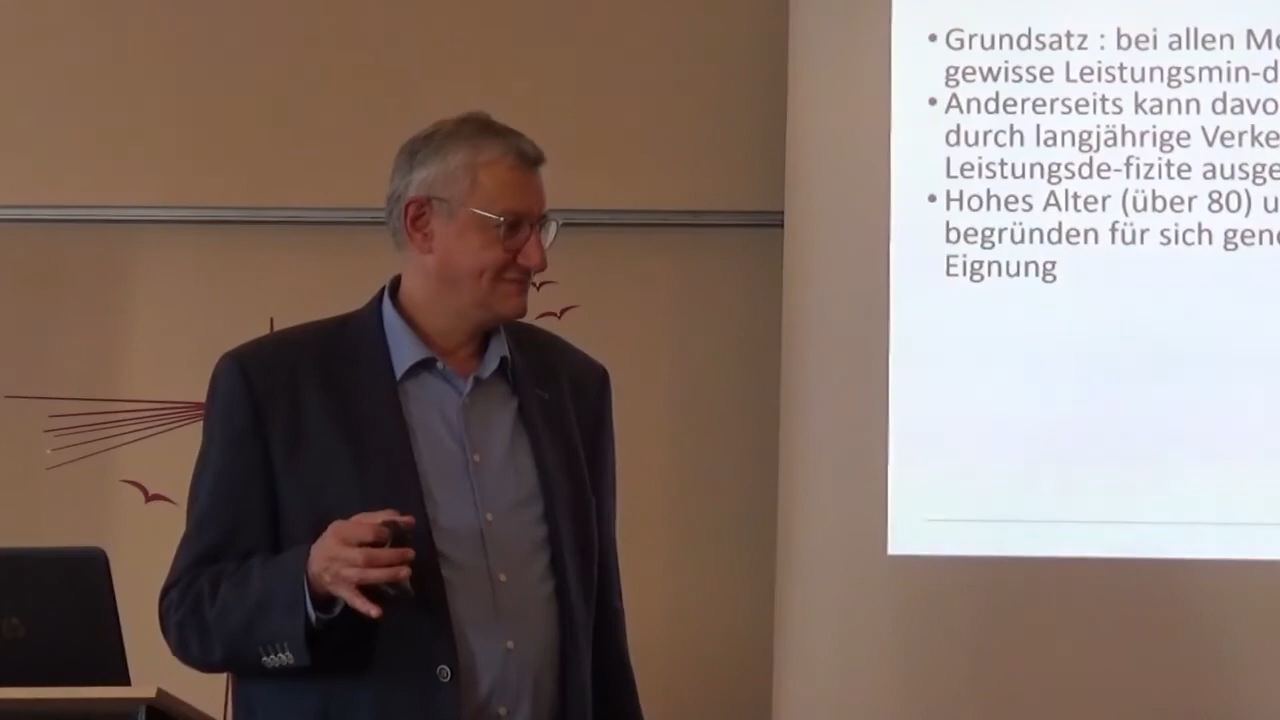 • Grundsatz : bei allen Me
gewisse Leistungsmin-d
• Andererseits kann davo
durch langjährige Verke
Leistungsde-fizite ausge
• Hohes Alter (über 80) u
begründen für sich gene
Eignung